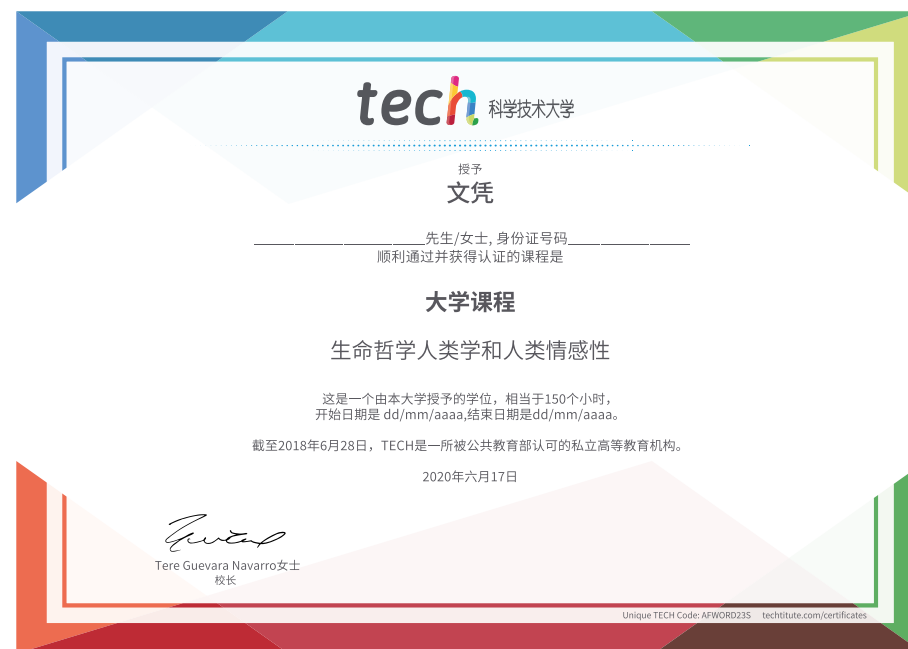 tech 科学技术大学
授予
文凭
____________________先生/女士, 身份证号码______________
顺利通过并获得认证的课程是
大学课程
生命哲学人类学和人类情感性
这是一个由本大学授予的学位，相当于150个小时，
开始日期是 dd/mm/aaaa,结束日期是dd/mm/aaaa。
截至2018年6月28日，TECH是一所被公共教育部认可的私立高等教育机构。
2020年六月17日
Tere Guevara Navarro女士
校长
Unique TECH Code: AFWORD23S techtitute.com/certificates